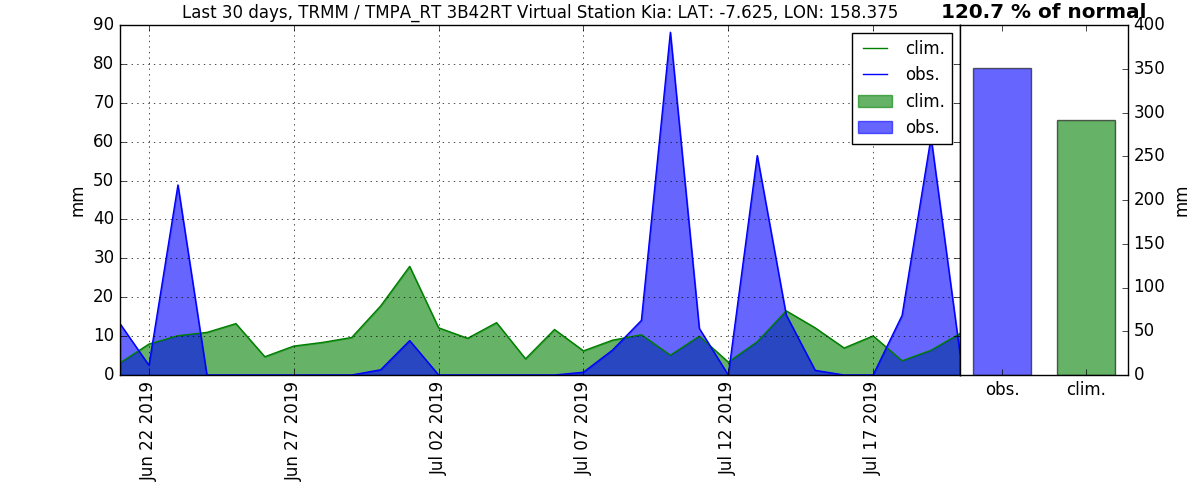 Last 30 days, TRMM / TMPA_RT 3B42RT Virtual Station Kia: LAT: -7.625, LON: 158.375
120.7 % of normal
90
80
70
60
50
40
30
20
10
0
mm
clim.
obs.
clim.
obs.
Jun 22 2019
Jun 27 2019
Jul 02 2019
Jul 07 2019
Jul 12 2019
Jul 17 2019
400
350
300
250
200
150
100
50
0
mm
obs.
clim.